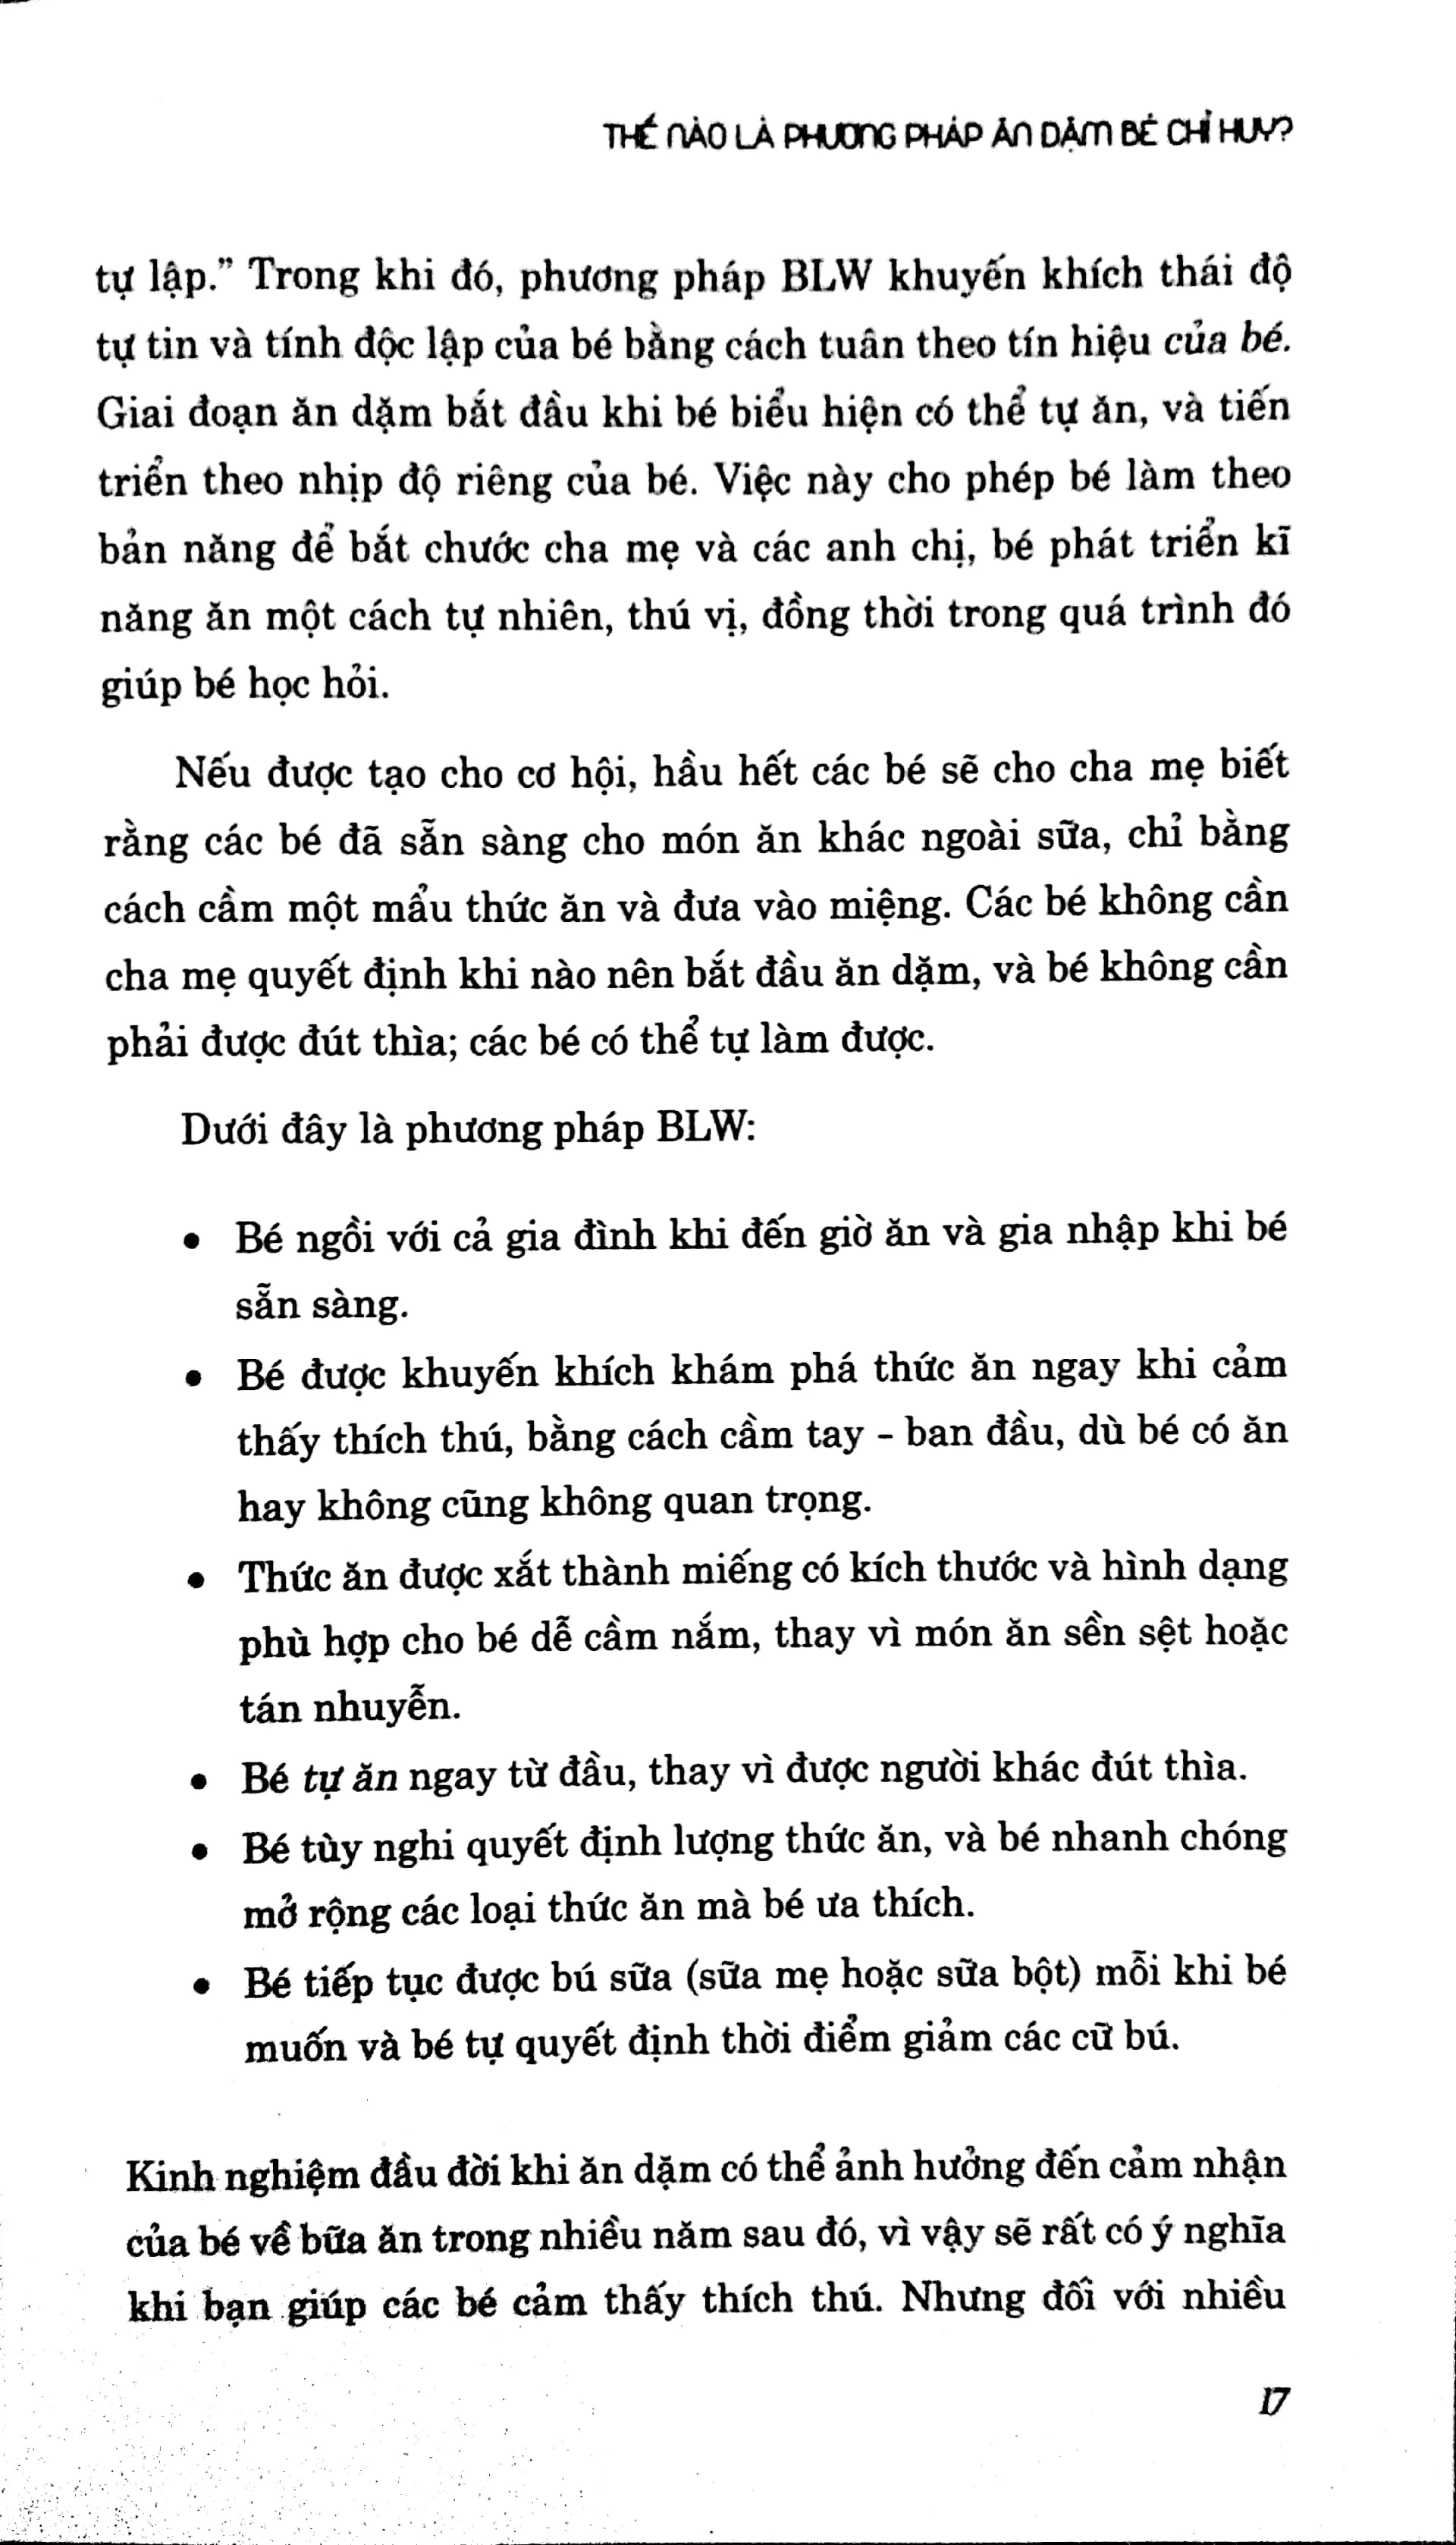 THẾ NÀO LÀ PHƯƠNG PHÁP ĂN DẶM BÉ CHỈ HUY?
tự lập.” Trong khi đó, phương pháp BLW khuyến khích thái độ
tự tin và tính độc lập của bé bằng cách tuân theo tín hiệu của bé.
Giai đoạn ăn dặm bắt đầu khi bé biểu hiện có thể tự ăn, và tiến
triển theo nhịp độ riêng của bé. Việc này cho phép bé làm theo
bản năng để bắt chước cha mẹ và các anh chị, bé phát triển kĩ
năng ăn một cách tự nhiên, thú vị, đồng thời trong quá trình đó
giúp bé học hỏi.
Nếu được tạo cho cơ hội, hầu hết các bé sẽ cho cha mẹ biết
rằng các bé đã sẵn sàng cho món ăn khác ngoài sữa, chỉ bằng
cách cầm một mẩu thức ăn và đưa vào miệng. Các bé không cần
cha mẹ quyết định khi nào nên bắt đầu ăn dặm, và bé không cần
phải được đút thìa; các bé có thể tự làm được.
Dưới đây là phương pháp BLW:
• Bé ngồi với cả gia đình khi đến giờ ăn và gia nhập khi bé
sẵn sàng.
• Bé được khuyến khích khám phá thức ăn ngay khi cảm
thấy thích thú, bằng cách cầm tay – ban đầu, dù bé có ăn
hay không cũng không quan trọng.
• Thức ăn được xắt thành miếng có kích thước và hình dạng
phù hợp cho bé dễ cầm nắm, thay vì món ăn sền sệt hoặc
tán nhuyễn.
• Bé tự ăn ngay từ đầu, thay vì được người khác đút thìa.
• Bé tùy nghi quyết định lượng thức ăn, và bé nhanh chóng
mở rộng các loại thức ăn mà bé ưa thích.
• Bé tiếp tục được bú sữa (sữa mẹ hoặc sữa bột) mỗi khi bé
muốn và bé tự quyết định thời điểm giảm các cữ bú.
Kinh nghiệm đầu đời khi ăn dặm có thể ảnh hưởng đến cảm nhận
của bé về bữa ăn trong nhiều năm sau đó, vì vậy sẽ rất có ý nghĩa
khi bạn giúp các bé cảm thấy thích thú. Nhưng đối với nhiều
17